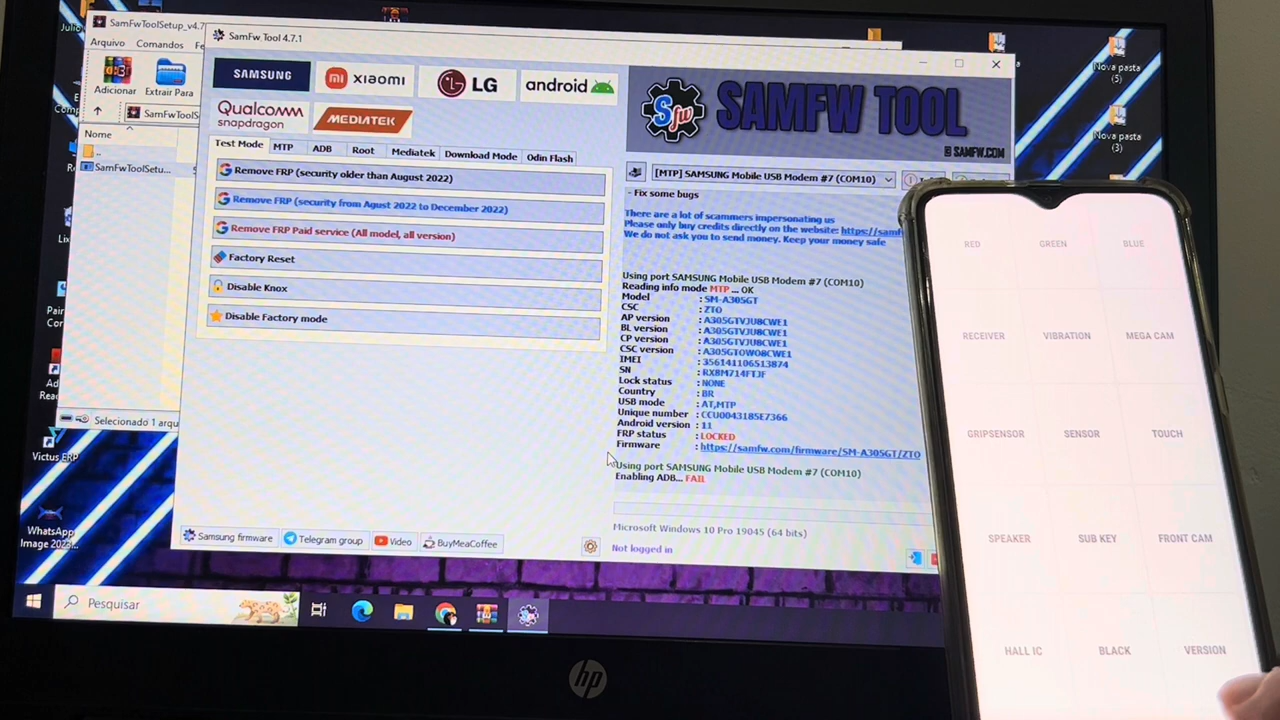 SamFwToolSetup_v4.7
Arquivo Comandos
Adicionar
Extrair Para
SamFwToolS
Nome
..
SamFwToolSetu...
Selecionado 1 arqu
SamFw Tool 4.7.1
SAMSUNG
xiaomi
LG
android
Qualcomm
snapdragon
MEDIATEK
SAMFW TOOL
SAMFW.COM
Test Mode MTP ADB Root Mediatek Download Mode Odin Flash
Remove FRP (security older than August 2022)
Remove FRP (security from Agust 2022 to December 2022)
Remove FRP Paid service (All model, all version)
Factory Reset
Disable Knox
Disable Factory mode
[MTP] SAMSUNG Mobile USB Modem #7 (COM10)
- Fix some bugs
There are a lot of scammers impersonating us
Please only buy credits directly on the website: https://samf
We do not ask you to send money. Keep your money safe
Using port SAMSUNG Mobile USB Modem #7 (COM10)
Reading info mode MTP ... OK
Model : SM-A305GT
CSC : ZTO
AP version : A305GTVJU8CWE1
BL version : A305GTVJU8CWE1
CP version : A305GTVJU8CWE1
CSC version : A305GTOWO8CWE1
IMEI : 356141106513874
SN : RX8M714FTJF
Lock status : NONE
Country : BR
USB mode : AT,MTP
Unique number : CCU0043185E7366
Android version : 11
FRP status : LOCKED
Firmware : https://samfw.com/firmware/SM-A305GT/ZTO
Using port SAMSUNG Mobile USB Modem #7 (COM10)
Enabling ADB... FAIL
Microsoft Windows 10 Pro 19045 (64 bits)
Not logged in
Samsung firmware Telegram group Video BuyMeaCoffee
Nova pasta
(5)
Nova pasta
(3)
Victus ERP
WhatsApp
Pesquisar
hp
RED GREEN BLUE
RECEIVER VIBRATION MEGA CAM
GRIPSENSOR SENSOR TOUCH
SPEAKER SUB KEY FRONT CAM
HALL IC BLACK VERSION